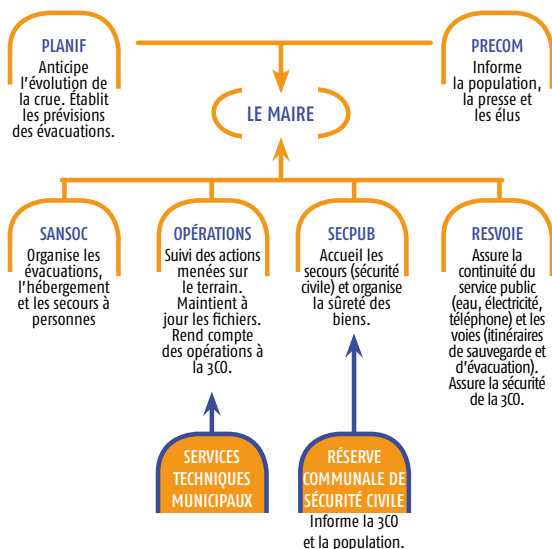 PLANIF
Anticipe
l'évolution de
la crue. Établit
les prévisions
des évacuations.
PRECOM
Informe
la population,
la presse et
les élus
LE MAIRE
SANSOC
Organise les
évacuations,
l'hébergement
et les secours à
personnes
OPÉRATIONS
Suivi des actions
menées sur
le terrain.
Maintient à
jour les fichiers.
Rend compte
des opérations à
la 3CO.
SECPUB
Accueil les
secours (sécurité
civile) et organise
la sûreté des
biens.
RESVOIE
Assure la
continuité du
service public
(eau, électricité,
téléphone) et les
voies (itinéraires
de sauvegarde et
d'évacuation).
Assure la sécurité
de la 3CO.
SERVICES
TECHNIQUES
MUNICIPAUX
RÉSERVE
COMMUNALE DE
SÉCURITÉ CIVILE
Informe la 3CO
et la population.